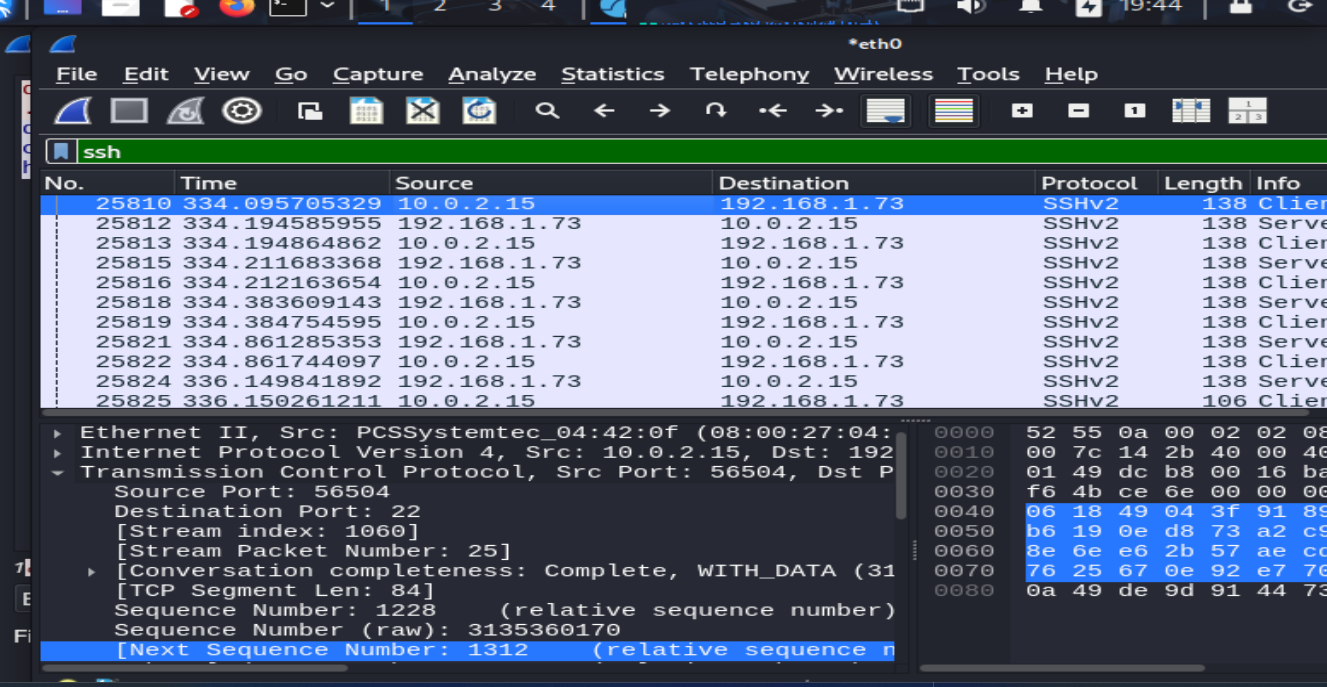 1 2 3 4 19:44
*eth0
File Edit View Go Capture Analyze Statistics Telephony Wireless Tools Help
ssh
No. Time Source Destination Protocol Length Info
25810 334.095705329 10.0.2.15 192.168.1.73 SSHv2 138 Clien
25812 334.194585955 192.168.1.73 10.0.2.15 SSHv2 138 Serve
25813 334.194864862 10.0.2.15 192.168.1.73 SSHv2 138 Clien
25815 334.211683368 192.168.1.73 10.0.2.15 SSHv2 138 Serve
25816 334.212163654 10.0.2.15 192.168.1.73 SSHv2 138 Clien
25818 334.383609143 192.168.1.73 10.0.2.15 SSHv2 138 Serve
25819 334.384754595 10.0.2.15 192.168.1.73 SSHv2 138 Clien
25821 334.861285353 192.168.1.73 10.0.2.15 SSHv2 138 Serve
25822 334.861744097 10.0.2.15 192.168.1.73 SSHv2 138 Clien
25824 336.149841892 192.168.1.73 10.0.2.15 SSHv2 138 Serve
25825 336.150261211 10.0.2.15 192.168.1.73 SSHv2 106 Clien
Ethernet II, Src: PCSSystemtec_04:42:0f (08:00:27:04:
Internet Protocol Version 4, Src: 10.0.2.15, Dst: 192
Transmission Control Protocol, Src Port: 56504, Dst P
Source Port: 56504
Destination Port: 22
[Stream index: 1060]
[Stream Packet Number: 25]
[Conversation completeness: Complete, WITH_DATA (31
[TCP Segment Len: 84]
Sequence Number: 1228 (relative sequence number)
Sequence Number (raw): 3135360170
[Next Sequence Number: 1312 (relative sequence n
0000 52 55 0a 00 02 02 08
0010 00 7c 14 2b 40 00 40
0020 01 49 dc b8 00 16 ba
0030 f6 4b ce 6e 00 00 00
0040 06 18 49 04 3f 91 89
0050 b6 19 0e d8 73 a2 c9
0060 8e 6e e6 2b 57 ae cd
0070 76 25 67 0e 92 e7 70
0080 0a 49 de 9d 91 44 73